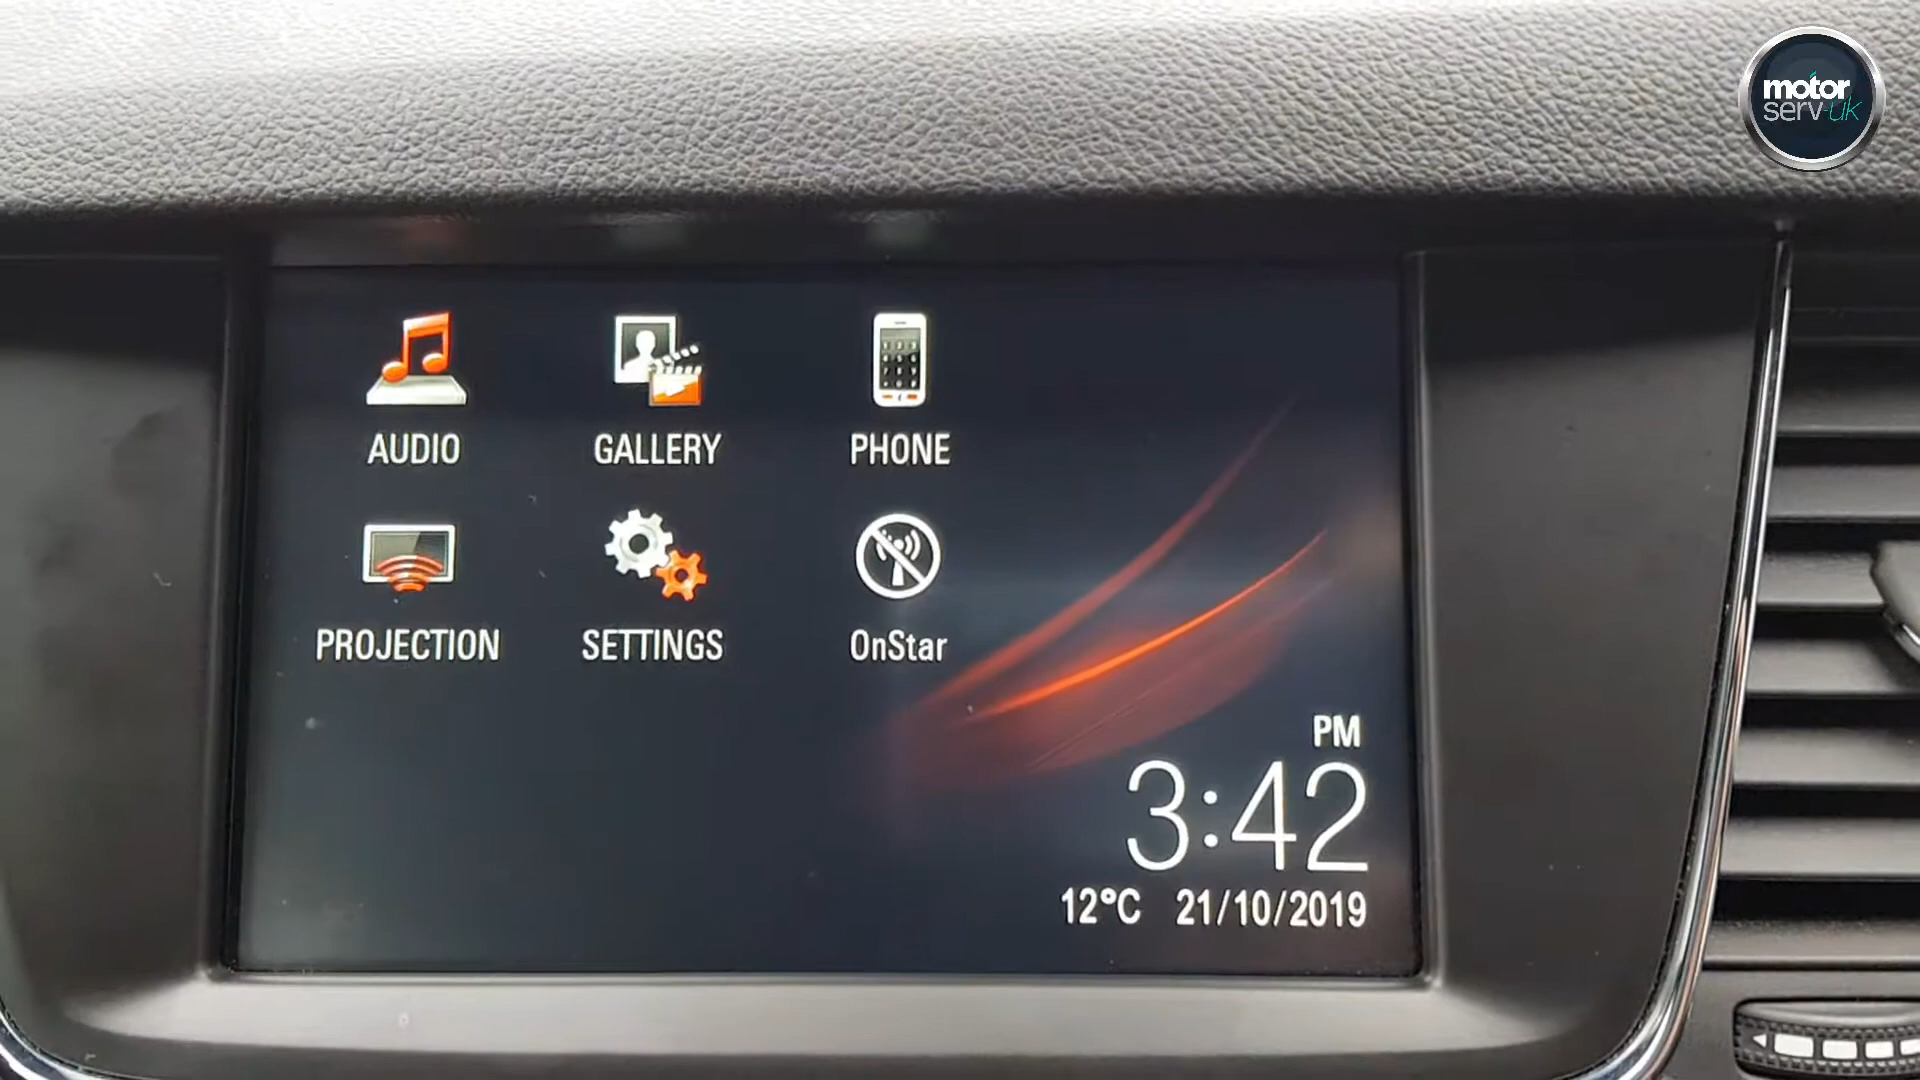 motor
serv-uk
AUDIO
GALLERY
PHONE
PROJECTION
SETTINGS
OnStar
PM
3:42
12°C 21/10/2019